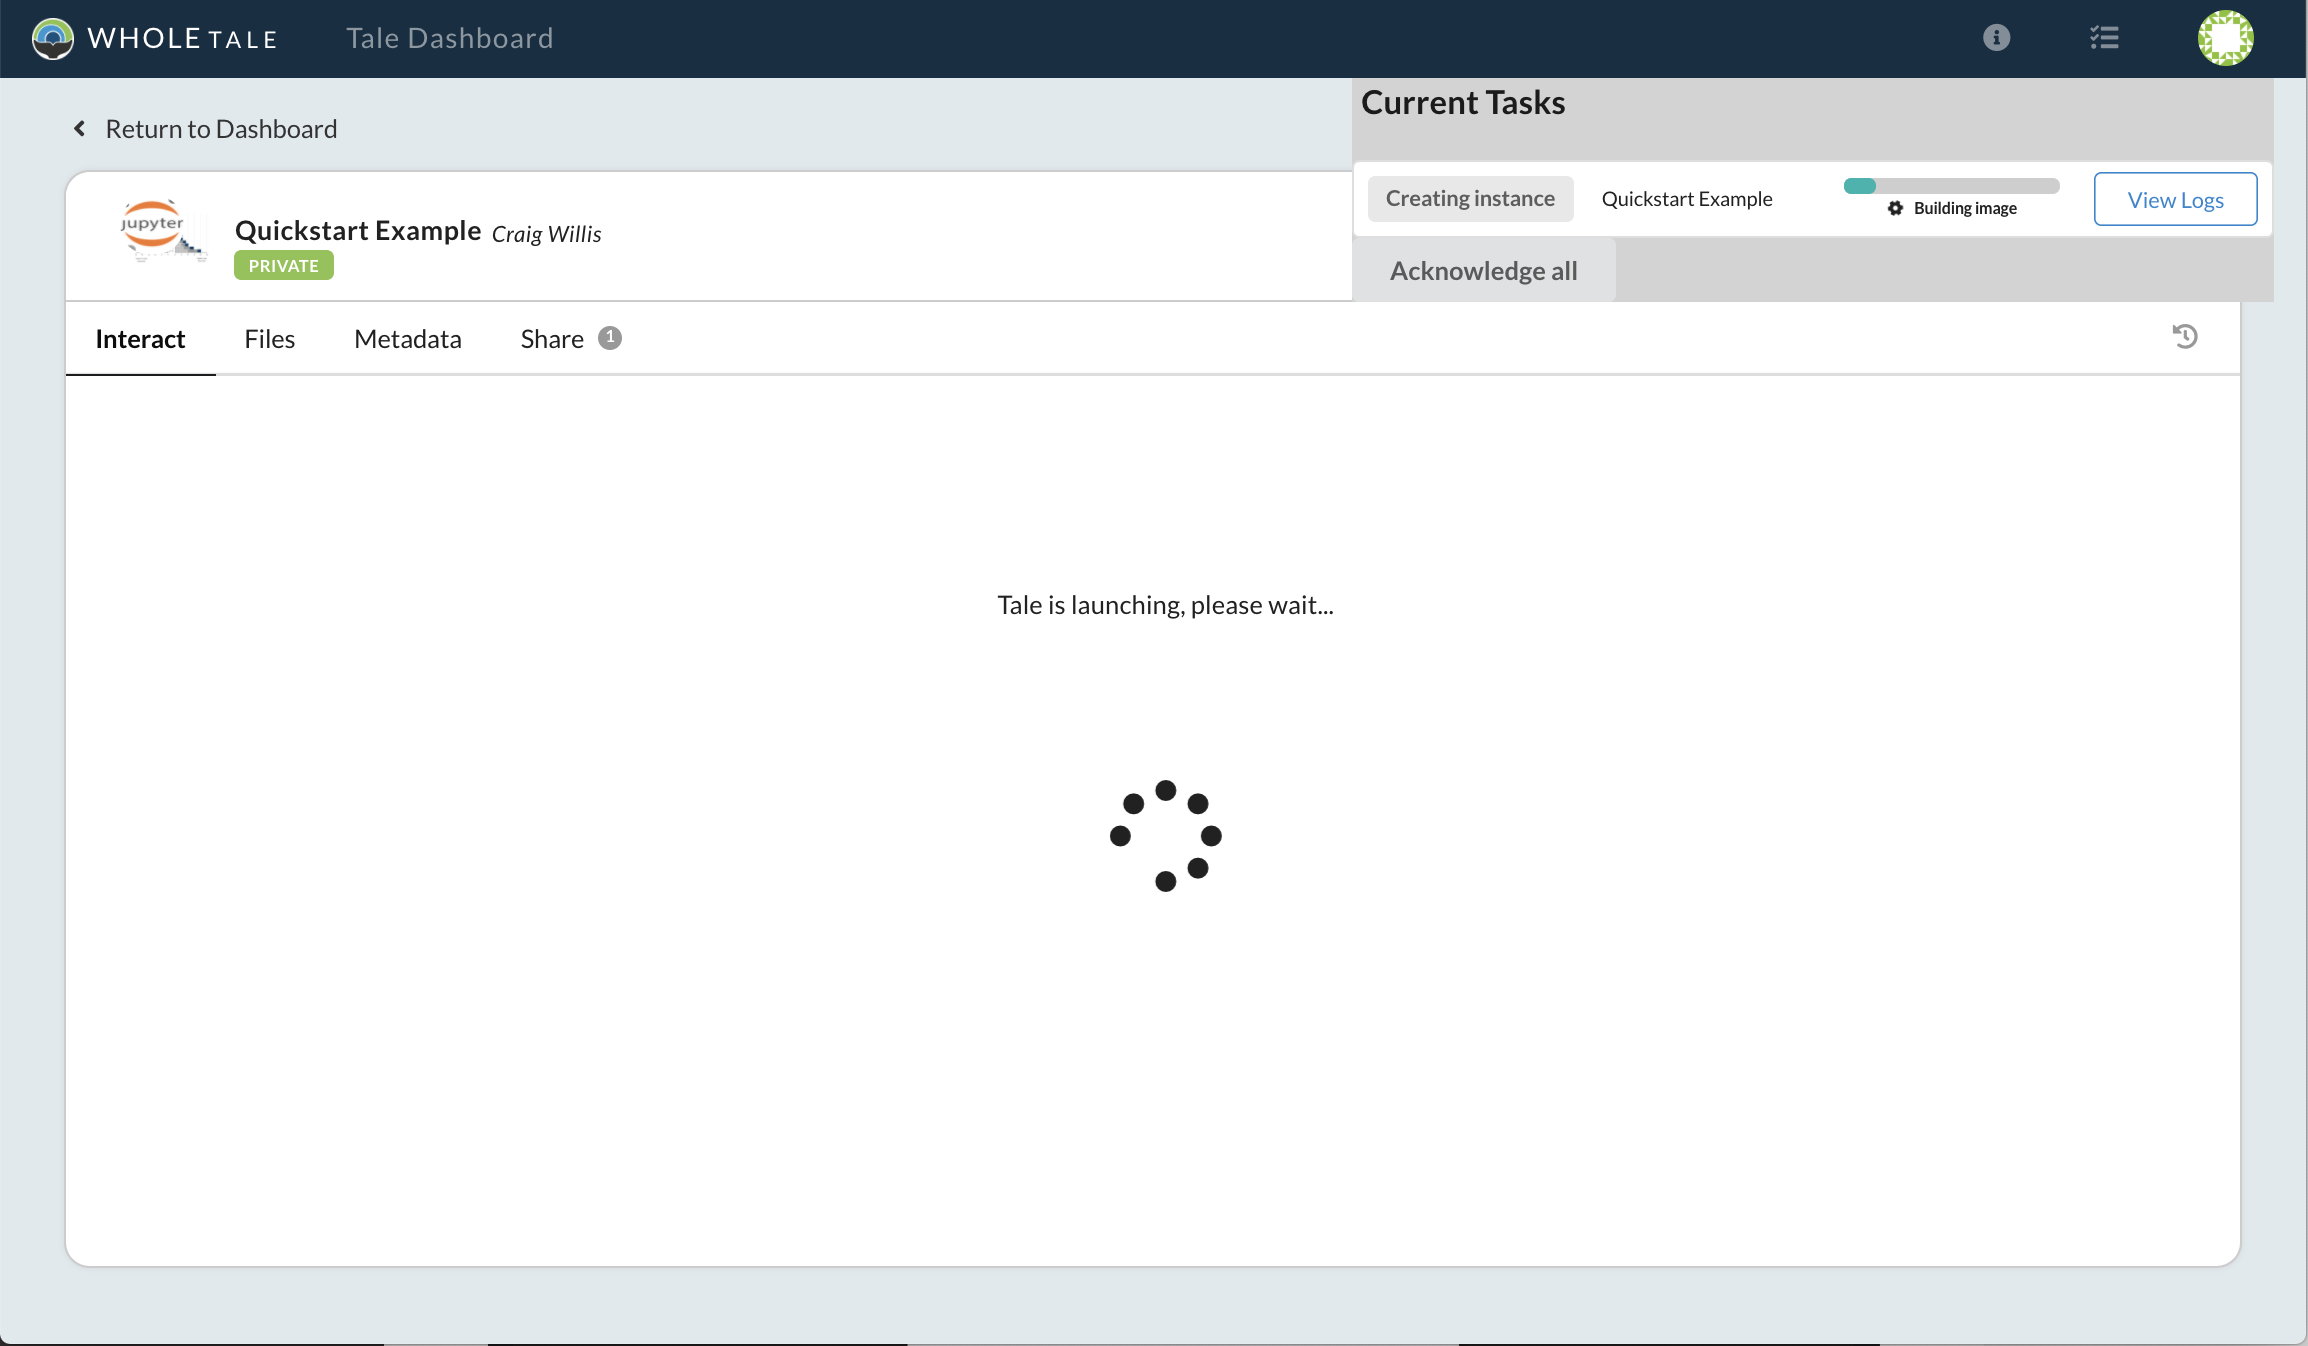 WHOLE TALE Tale Dashboard
Return to Dashboard
Current Tasks
Creating instance Quickstart Example Building image View Logs
Acknowledge all
jupyter
Quickstart Example Craig Willis
PRIVATE
Interact Files Metadata Share 1
Tale is launching, please wait...